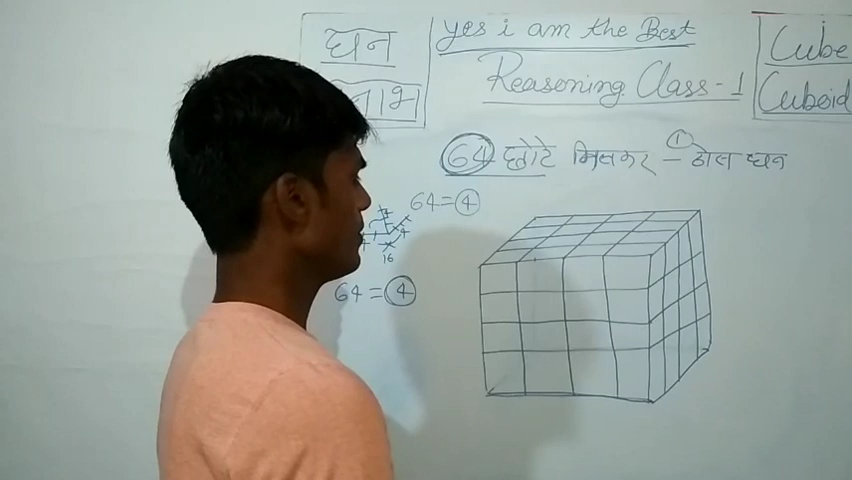 घन
yes i am the Best
Reasoning Class-1
Cube
Cuboid
64 छोटे मिलकर - 1 ठोस घन
64 = 4
4
16
64 = 4